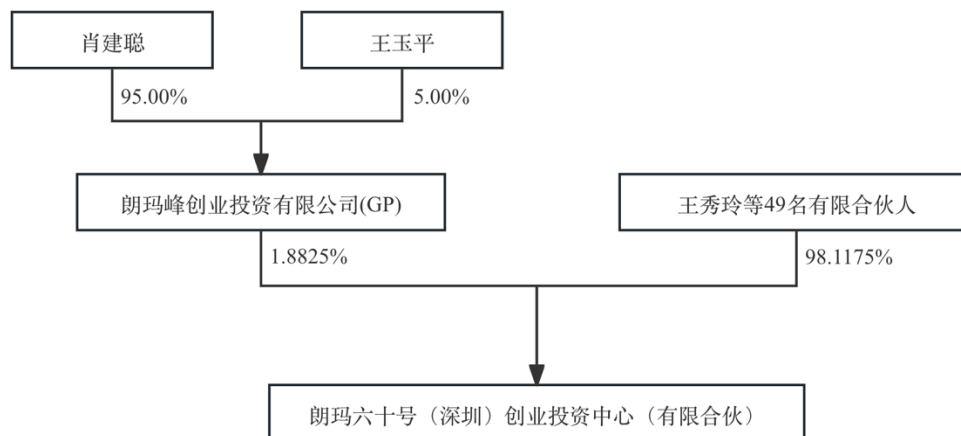 肖建聪
王玉平
95.00%
5.00%
朗玛峰创业投资有限公司(GP)
王秀玲等49名有限合伙人
1.8825%
98.1175%
朗玛六十号（深圳）创业投资中心（有限合伙）